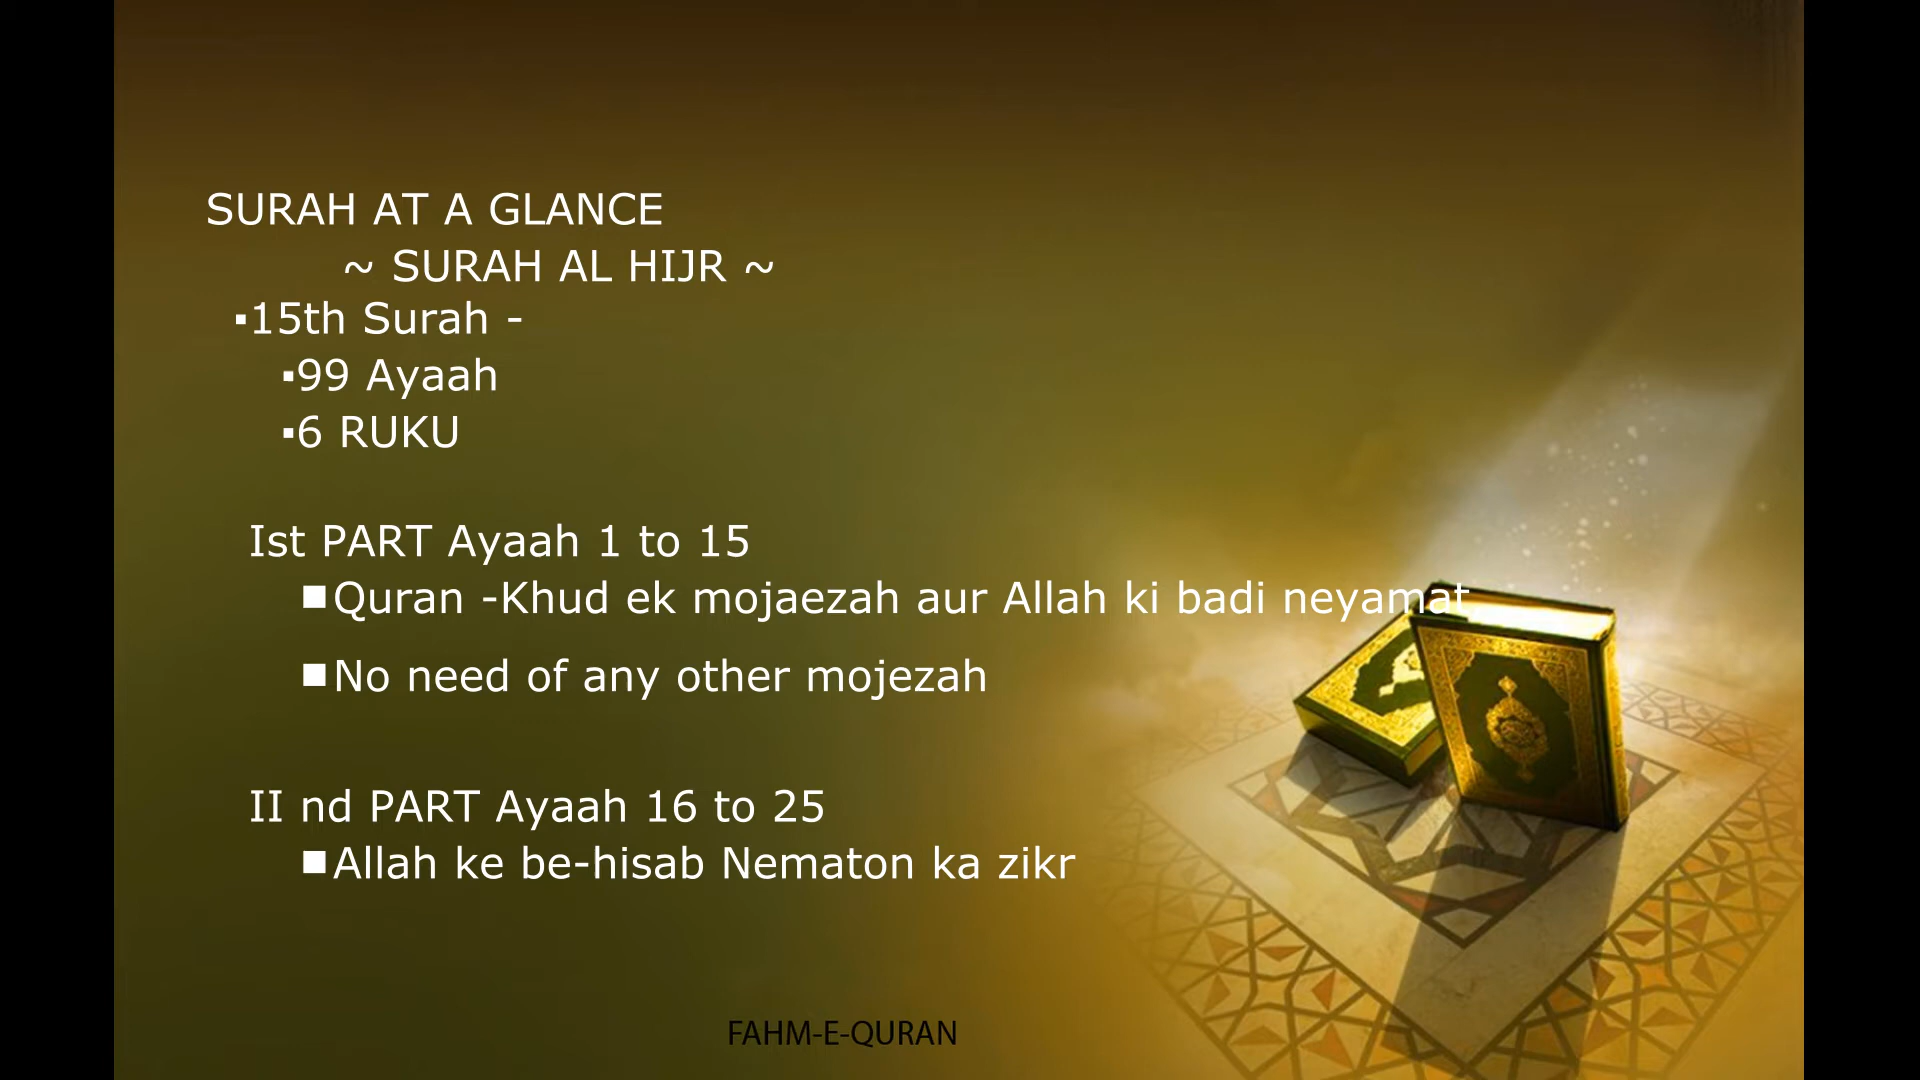 SURAH AT A GLANCE
~ SURAH AL HIJR ~
▪15th Surah -
▪99 Ayaah
▪6 RUKU
Ist PART Ayaah 1 to 15
■Quran -Khud ek mojaezah aur Allah ki badi neyamat,
■No need of any other mojezah
II nd PART Ayaah 16 to 25
■Allah ke be-hisab Nematon ka zikr
FAHM-E-QURAN